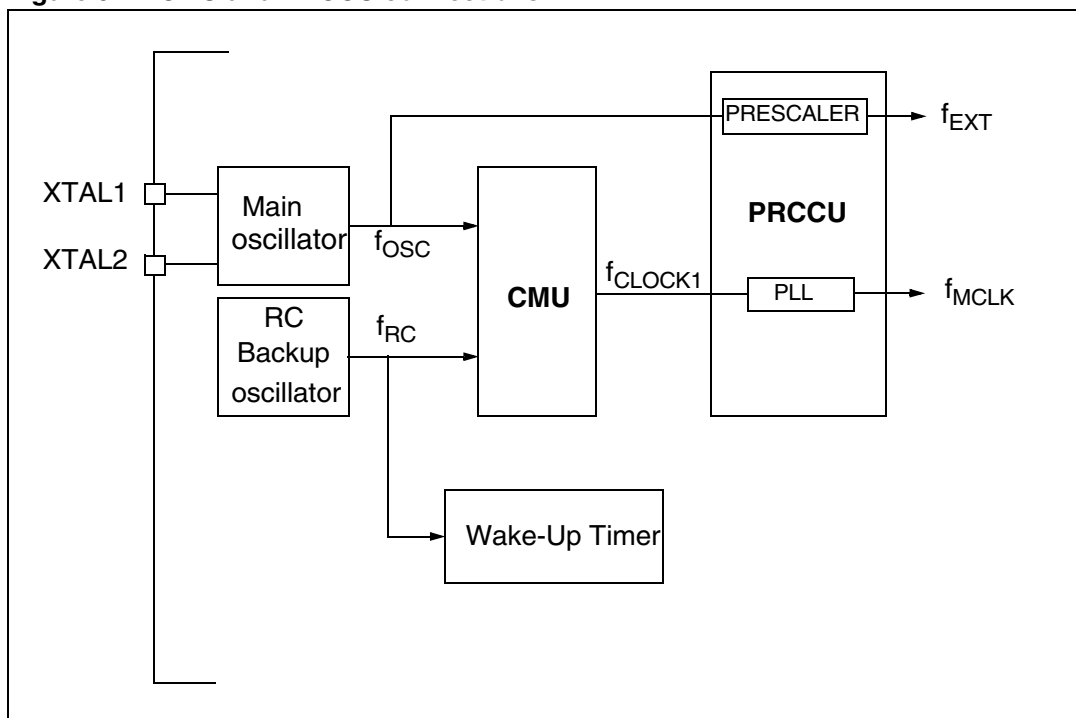 PRESCALER
fEXT
XTAL1
XTAL2
Main
oscillator
fOSC
PRCCU
CMU
fCLOCK1
PLL
fMCLK
RC
Backup
oscillator
fRC
Wake-Up Timer